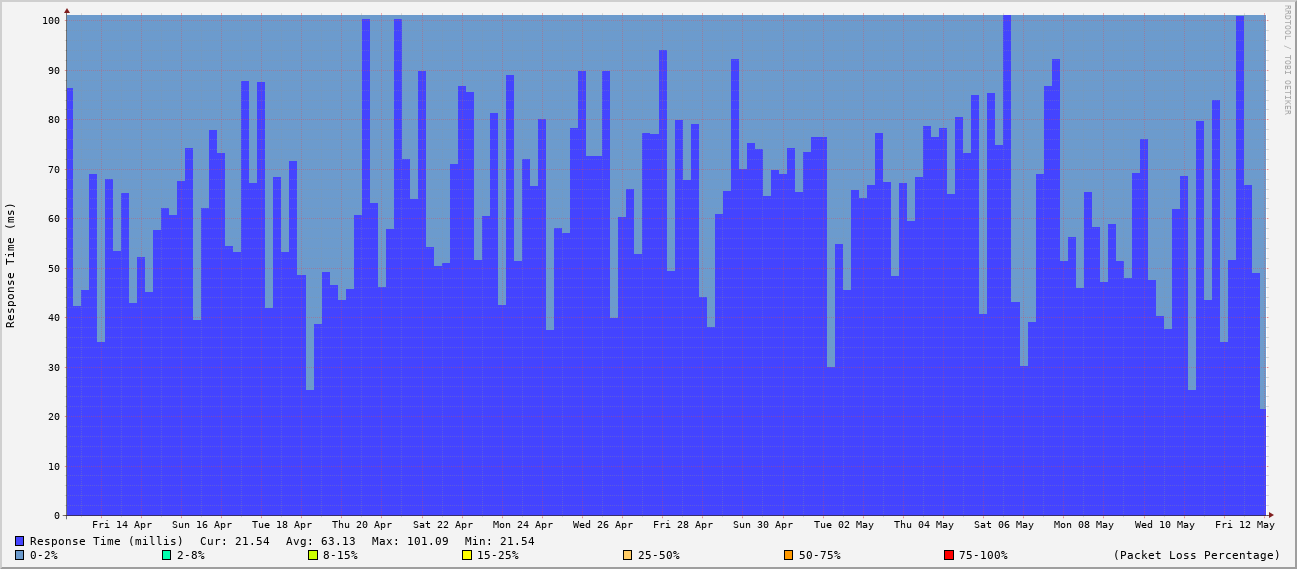 RRDTOOL / TOBI OETIKER
Response Time (ms)
100
90
80
70
60
50
40
30
20
10
0
Fri 14 Apr Sun 16 Apr Tue 18 Apr Thu 20 Apr Sat 22 Apr Mon 24 Apr Wed 26 Apr Fri 28 Apr Sun 30 Apr Tue 02 May Thu 04 May Sat 06 May Mon 08 May Wed 10 May Fri 12 May
Response Time (millis) Cur: 21.54 Avg: 63.13 Max: 101.09 Min: 21.54
0-2% 2-8% 8-15% 15-25% 25-50% 50-75% 75-100% (Packet Loss Percentage)